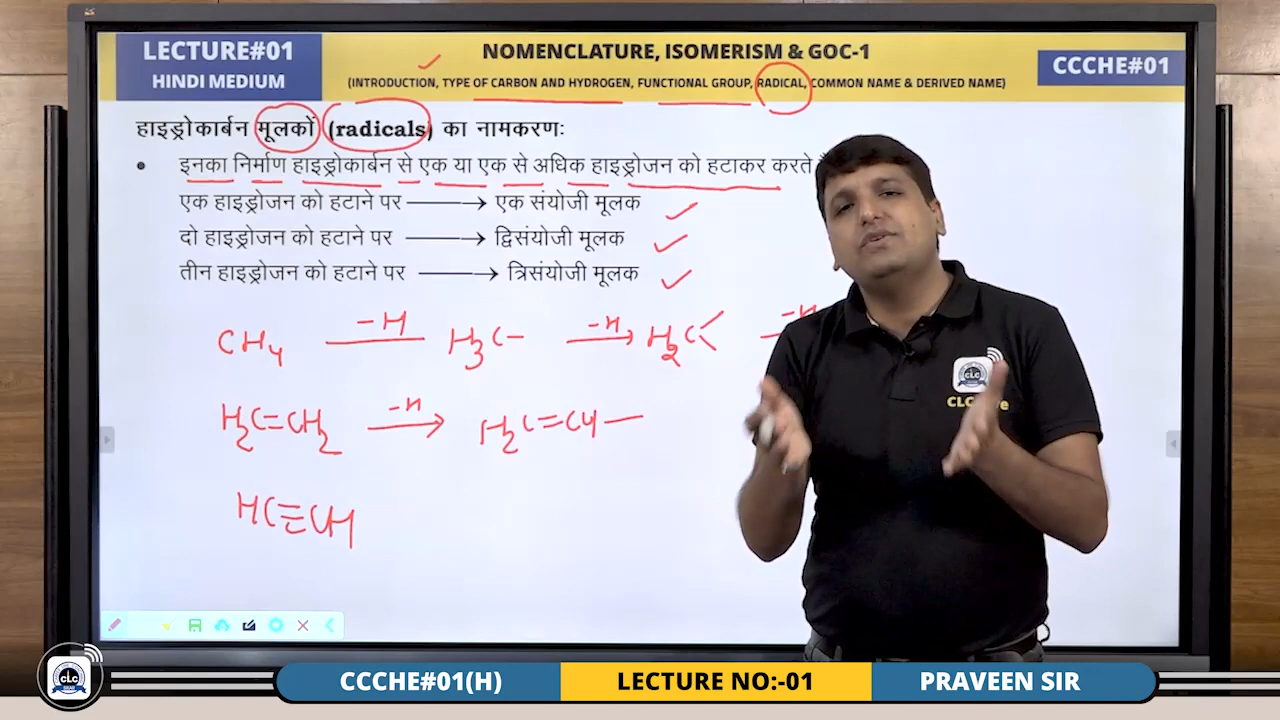 LECTURE#01
HINDI MEDIUM
NOMENCLATURE, ISOMERISM & GOC-1
(INTRODUCTION, TYPE OF CARBON AND HYDROGEN, FUNCTIONAL GROUP, RADICAL, COMMON NAME & DERIVED NAME)
CCCHE#01
हाइड्रोकार्बन मूलकों (radicals) का नामकरण:
• इनका निर्माण हाइड्रोकार्बन से एक या एक से अधिक हाइड्रोजन को हटाकर करते
एक हाइड्रोजन को हटाने पर ⟶ एक संयोजी मूलक
दो हाइड्रोजन को हटाने पर ⟶ द्विसंयोजी मूलक
तीन हाइड्रोजन को हटाने पर ⟶ त्रिसंयोजी मूलक
CH4 —-H— H3C- —-H→ H2C< -H
H2C=CH2 —-H→ H2C=CH—
HC≡CH
CLC
CLC
CLC
SIKAR
CCCHE#01(H)
LECTURE NO:-01
PRAVEEN SIR